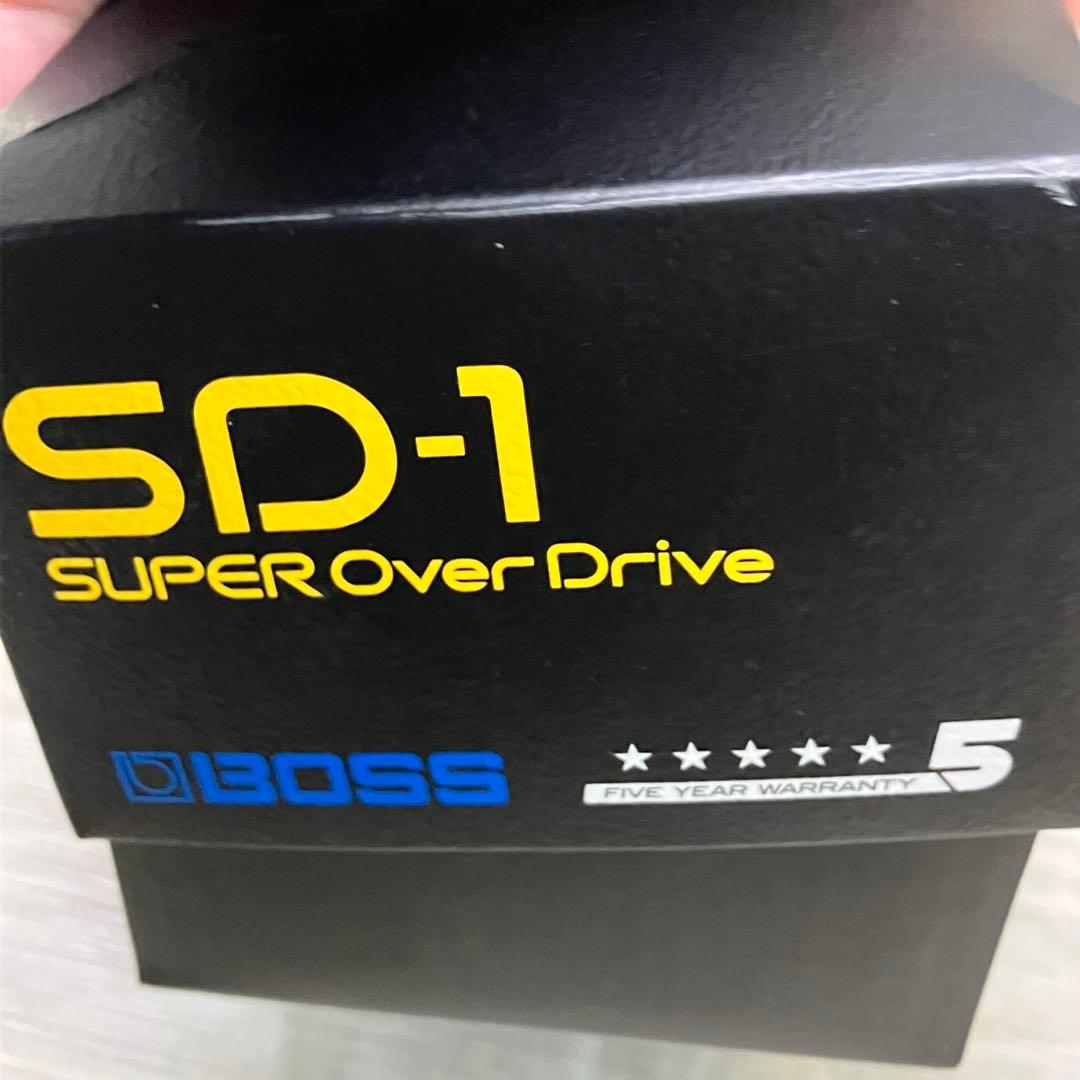 SD-1
SUPER Over Drive
BOSS
5
FIVE YEAR WARRANTY